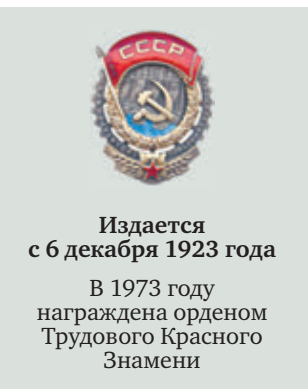 СССР
Издается
с 6 декабря 1923 года
В 1973 году
награждена орденом
Трудового Красного
Знамени